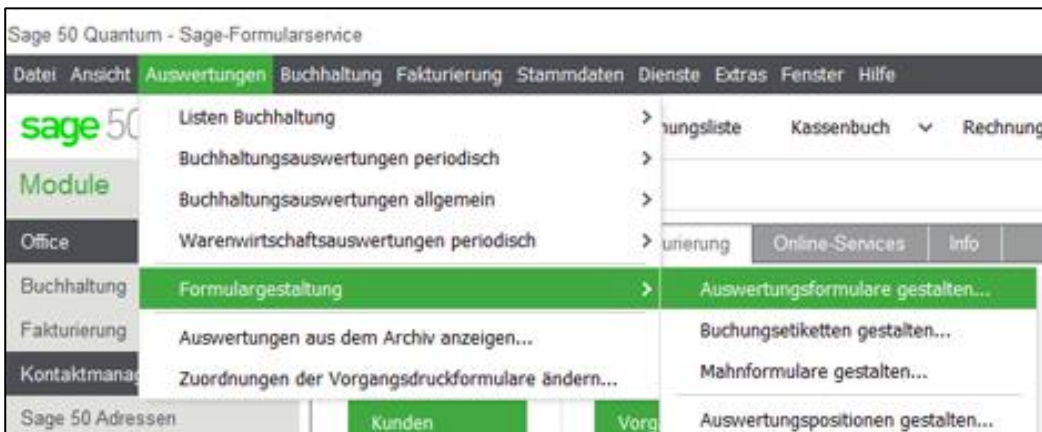 Sage 50 Quantum - Sage-Formularservice
Datei Ansicht Auswertungen Buchhaltung Fakturierung Stammdaten Dienste Extras Fenster Hilfe
sage 50
Listen Buchhaltung
hungsliste Kassenbuch Rechnung
Buchhaltungsauswertungen periodisch
Module
Buchhaltungsauswertungen allgemein
Office
Warenwirtschaftsauswertungen periodisch
urierung Online-Services Info
Buchhaltung
Formulargestaltung
Auswertungsformulare gestalten...
Fakturierung
Auswertungen aus dem Archiv anzeigen...
Buchungsetiketten gestalten...
Kontaktmanag
Zuordnungen der Vorgangsdruckformulare ändern...
Mahnformulare gestalten...
Sage 50 Adressen
Kunden
Vorg
Auswertungspositionen gestalten...